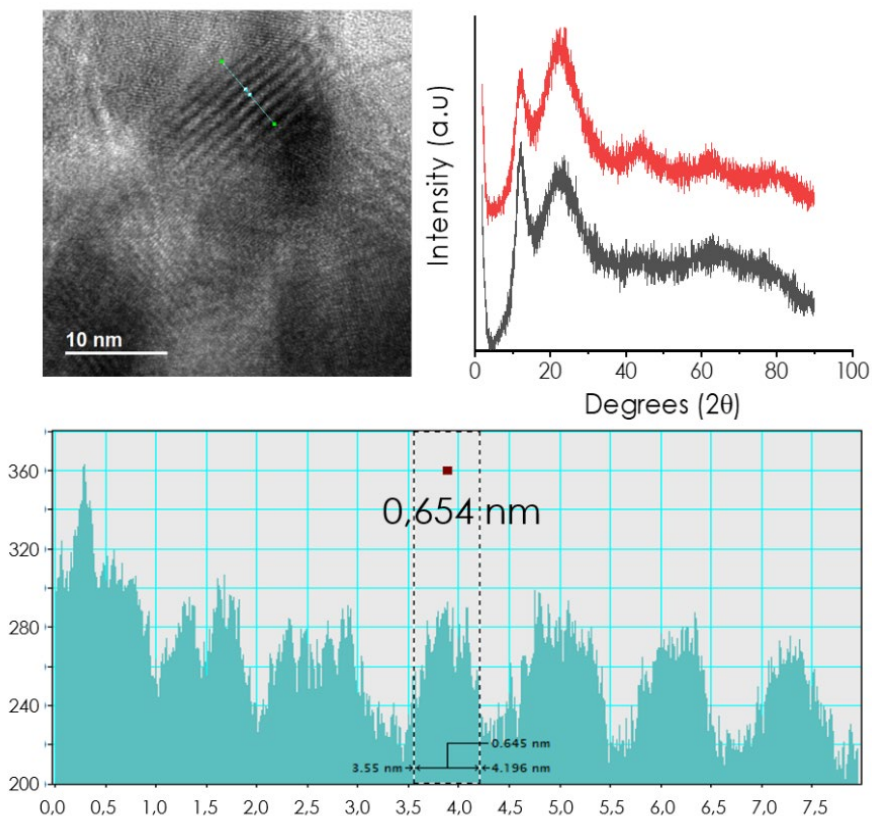 10 nm
Intensity (a.u)
0 20 40 60 80 100
Degrees (2θ)
360
320
280
240
200
0,654 nm
0.645 nm
3.55 nm
4.196 nm
0,0 0,5 1,0 1,5 2,0 2,5 3,0 3,5 4,0 4,5 5,0 5,5 6,0 6,5 7,0 7,5